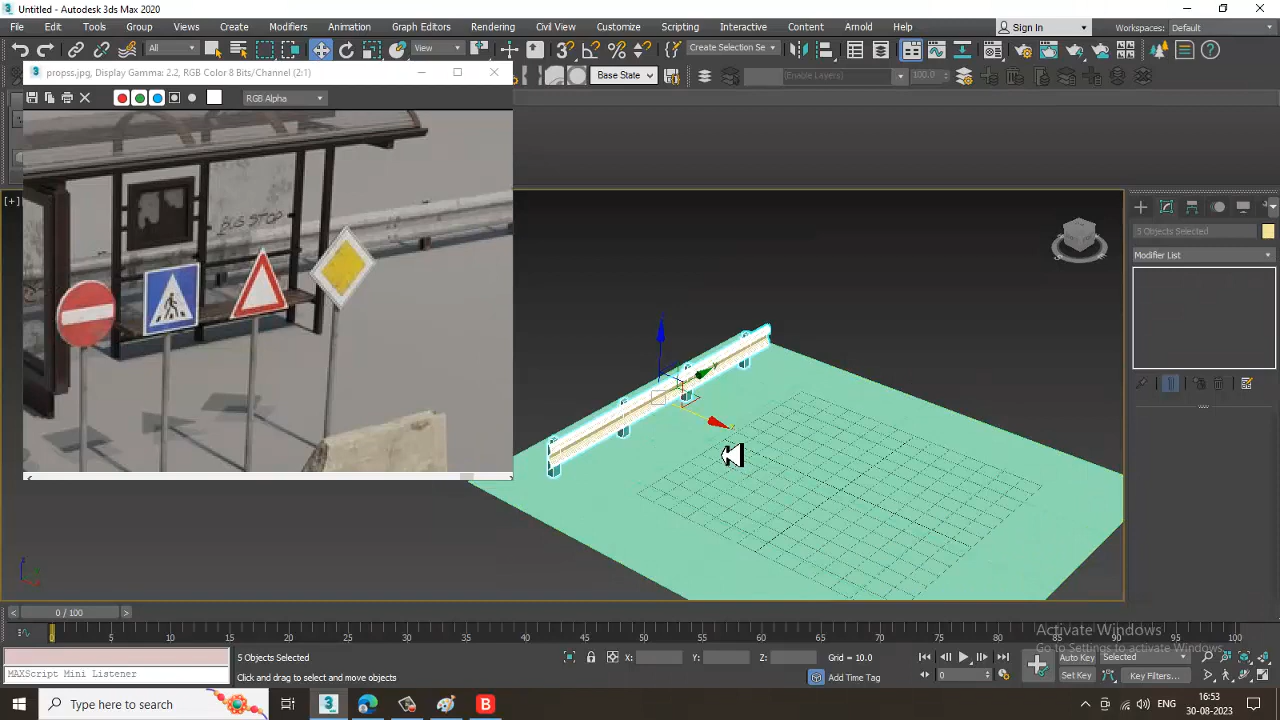 Untitled - Autodesk 3ds Max 2020
File Edit Tools Group Views Create Modifiers Animation Graph Editors Rendering Civil View Customize Scripting Interactive Content Arnold Help Sign In Workspaces: Default
All View Create Selection Se
propss.jpg, Display Gamma: 2.2, RGB Color 8 Bits/Channel (2:1) Base State (Enable Layers) 100.0
RGB Alpha
[+]
BUS STOP
5 Objects Selected
Modifier List
0 / 100
0 5 10 15 20 25 30 35 40 45 50 55 60 65 70 75 80 85 90 95 100
Activate Windows
Go to Settings to activate Windows.
5 Objects Selected X: Y: Z: Grid = 10.0 Auto Key Selected
MAXScript Mini Listener Click and drag to select and move objects Add Time Tag 0 Set Key Key Filters...
Type here to search ENG 16:53
30-08-2023